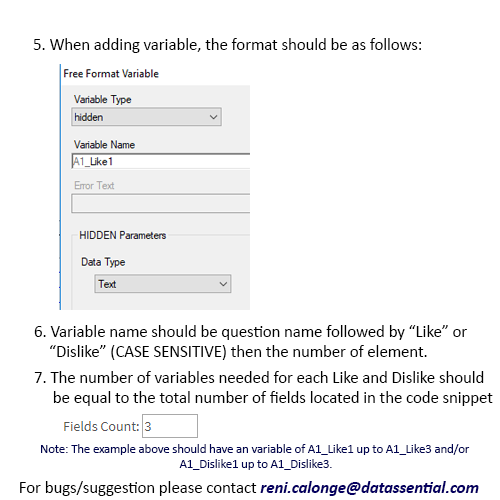 5. When adding variable, the format should be as follows:
Free Format Variable
Variable Type
hidden
Variable Name
A1_Like1
Error Text
HIDDEN Parameters
Data Type
Text
6. Variable name should be question name followed by “Like” or
“Dislike” (CASE SENSITIVE) then the number of element.
7. The number of variables needed for each Like and Dislike should
be equal to the total number of fields located in the code snippet
Fields Count: 3
Note: The example above should have an variable of A1_Like1 up to A1_Like3 and/or
A1_Dislike1 up to A1_Dislike3.
For bugs/suggestion please contact reni.calonge@datassential.com